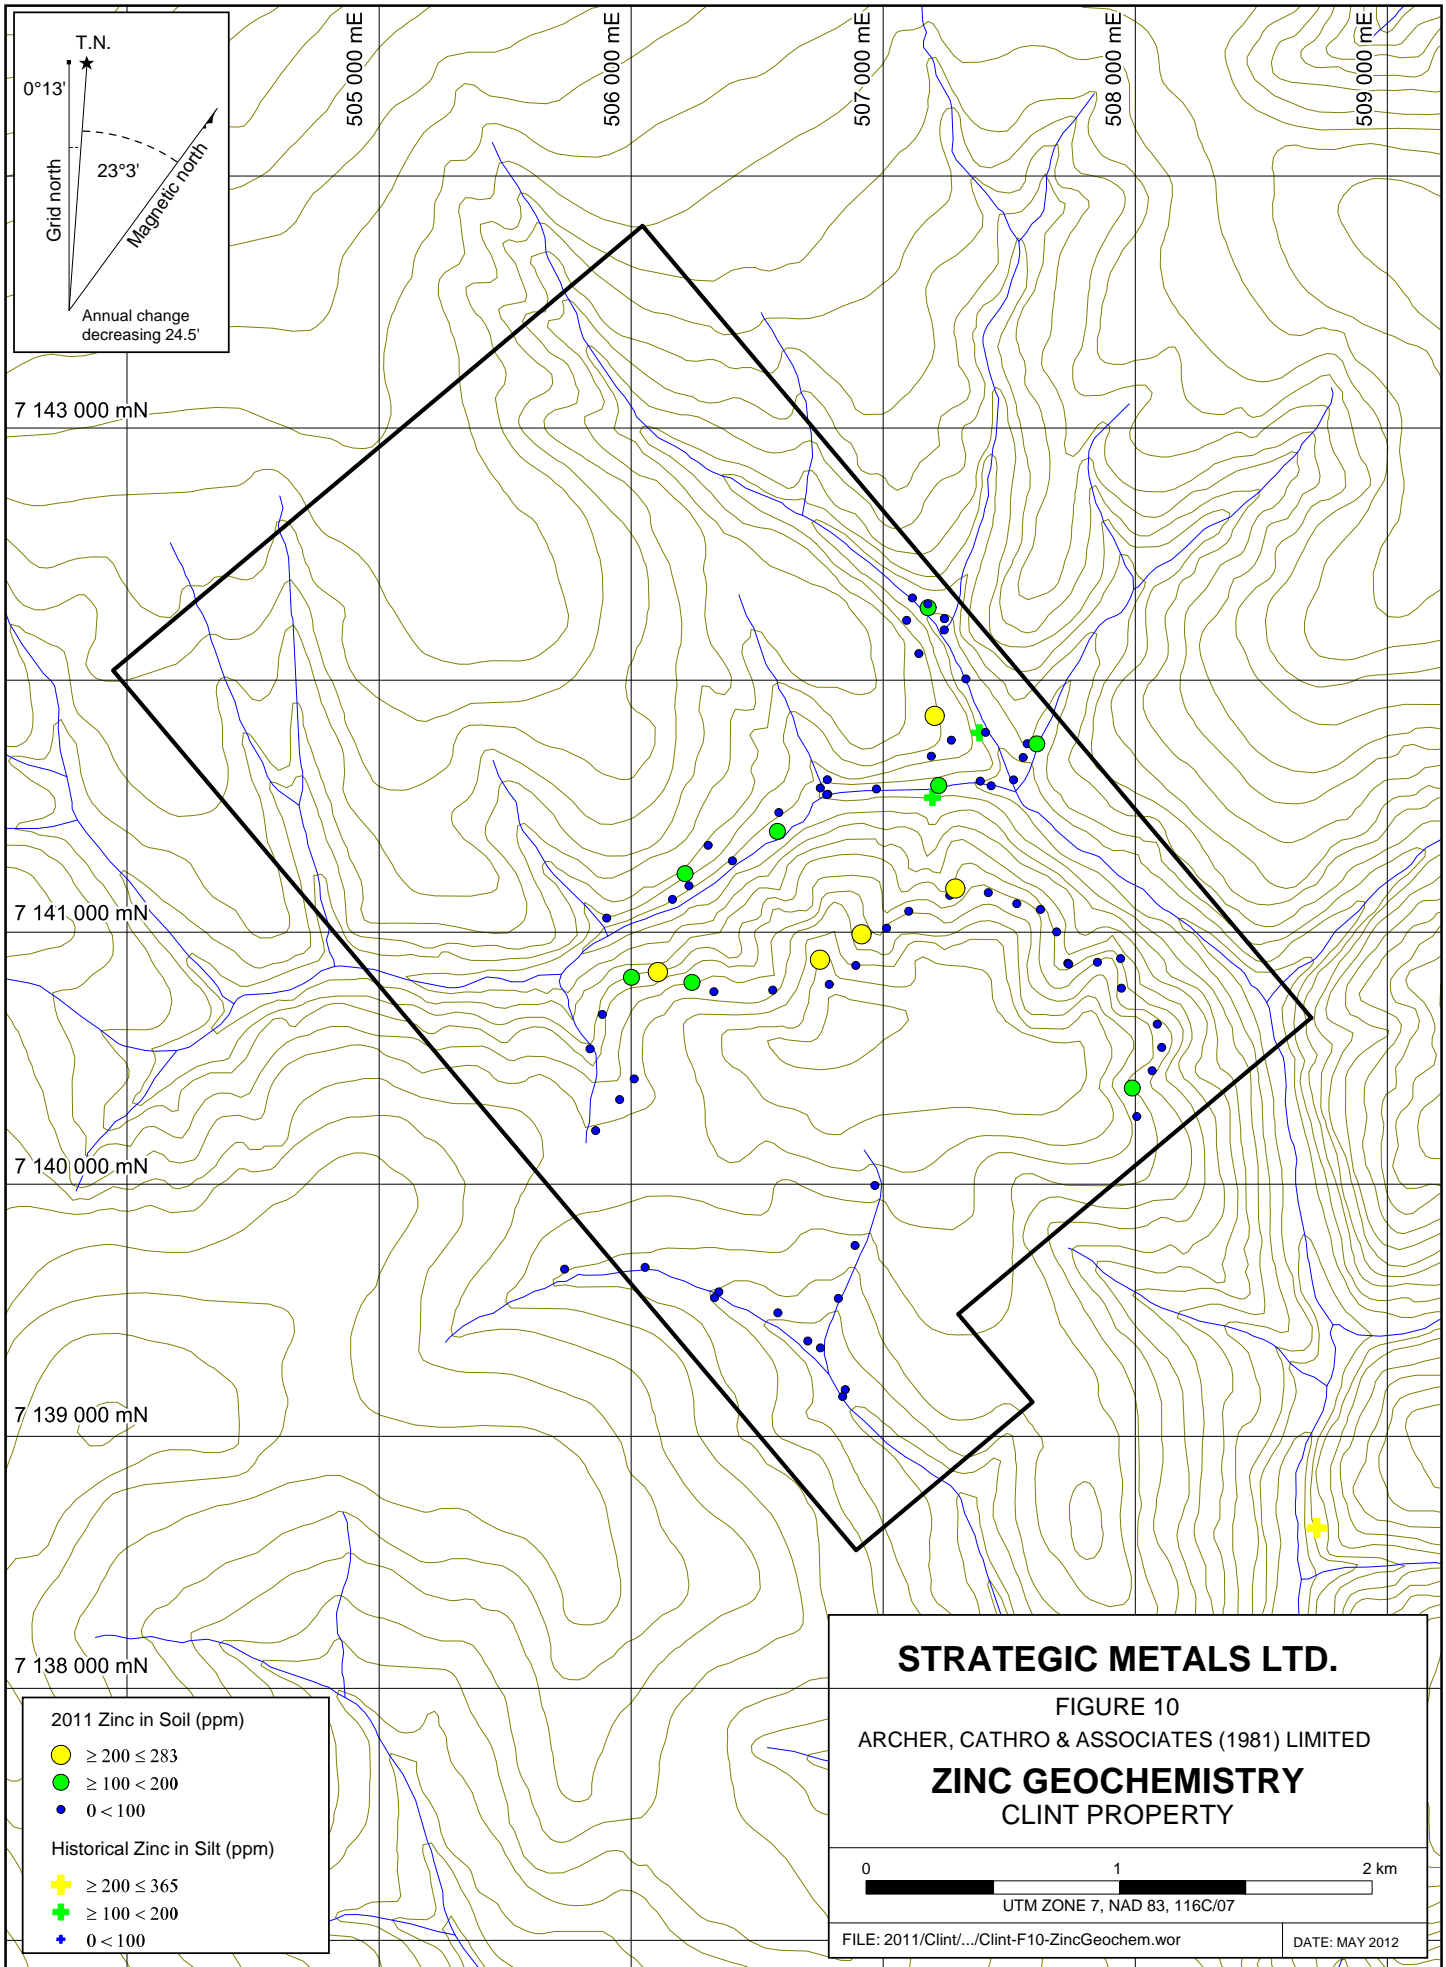 T.N.
0°13'
23°3'
Grid north
Magnetic north
Annual change
decreasing 24.5'
505 000 mE
506 000 mE
507 000 mE
508 000 mE
509 000 mE
7 143 000 mN
7 141 000 mN
7 140 000 mN
7 139 000 mN
7 138 000 mN
2011 Zinc in Soil (ppm)
≥ 200 ≤ 283
≥ 100 < 200
0 < 100
Historical Zinc in Silt (ppm)
≥ 200 ≤ 365
≥ 100 < 200
0 < 100
STRATEGIC METALS LTD.
FIGURE 10
ARCHER, CATHRO & ASSOCIATES (1981) LIMITED
ZINC GEOCHEMISTRY
CLINT PROPERTY
0 1 2 km
UTM ZONE 7, NAD 83, 116C/07
FILE: 2011/Clint/.../Clint-F10-ZincGeochem.wor
DATE: MAY 2012